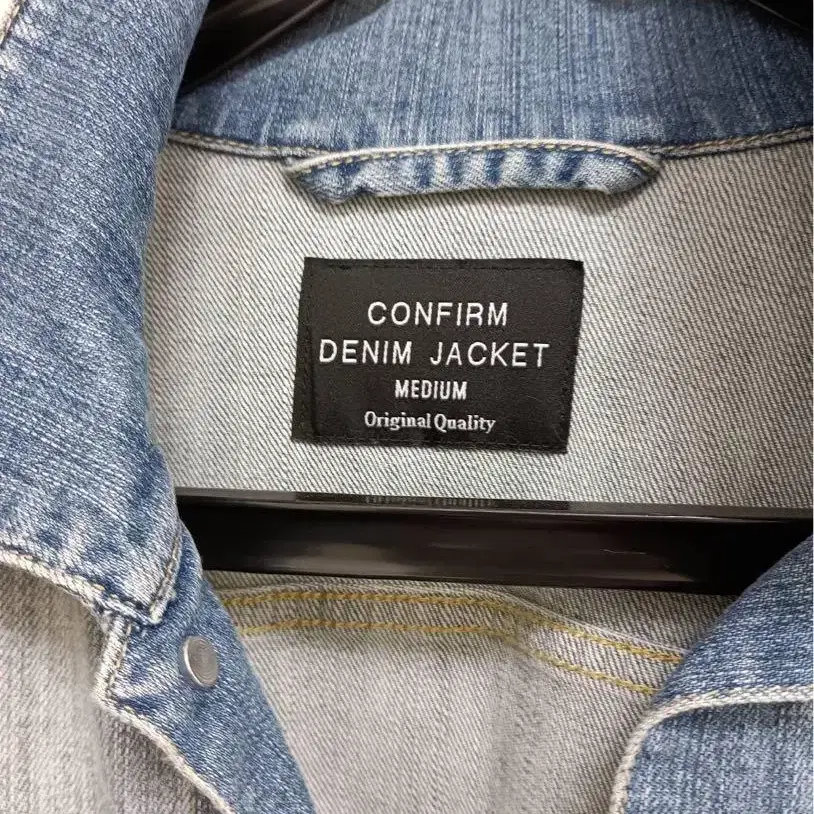 CONFIRM
DENIM JACKET
MEDIUM
Original Quality